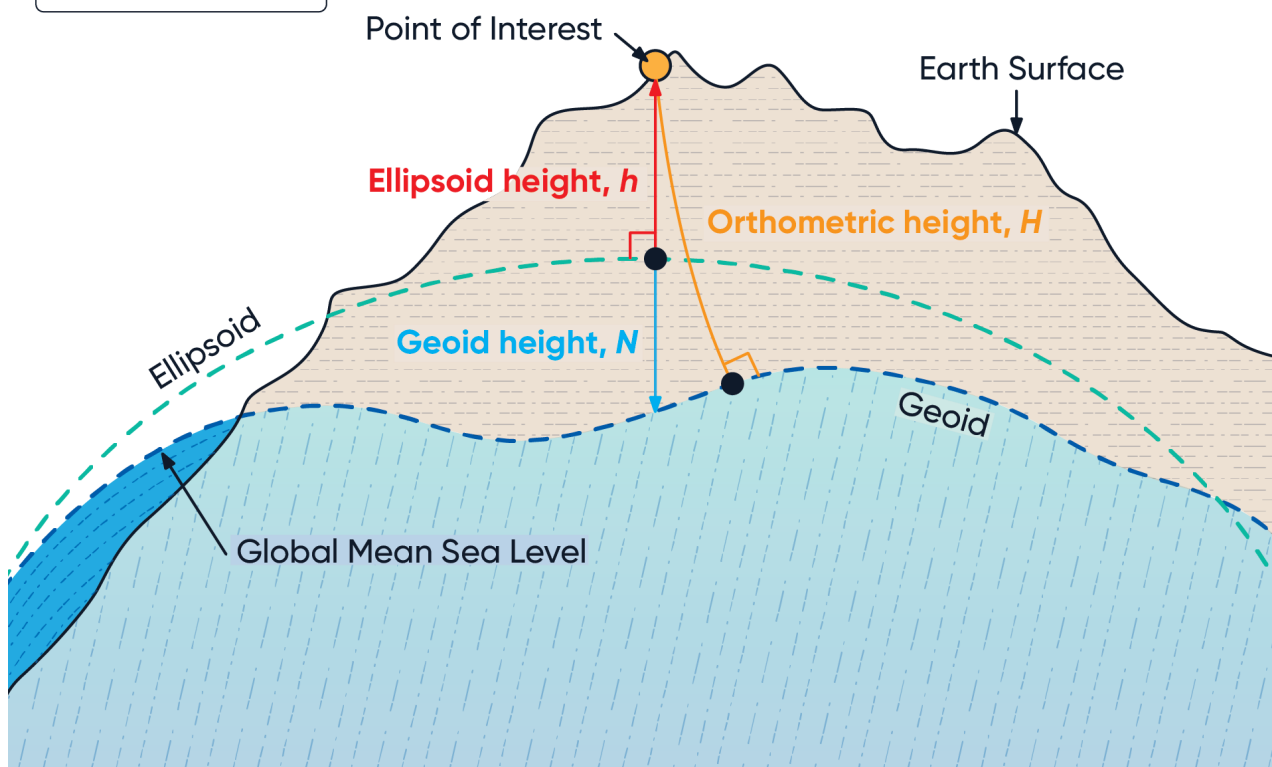 Point of Interest
Earth Surface
Ellipsoid height, h
Orthometric height, H
Ellipsoid
Geoid height, N
Geoid
Global Mean Sea Level